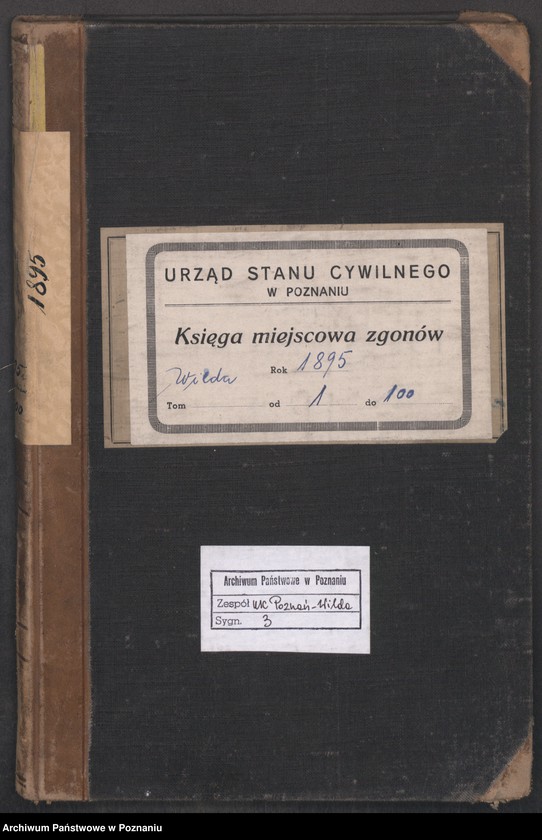 1895
URZĄD STANU CYWILNEGO
W POZNANIU
Księga miejscowa zgonów
Rok 1895
Wilda
Tom od 1 do 100
Archiwum Państwowe w Poznaniu
Zespół USC Poznań-Wilda
Sygn. 3
Archiwum Państwowe w Poznaniu